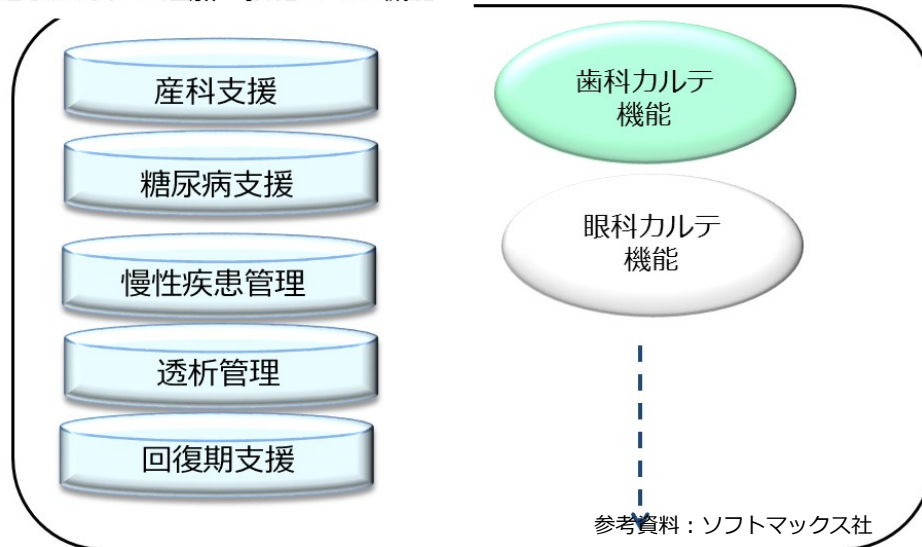 産科支援
糖尿病支援
慢性疾患管理
透析管理
回復期支援
歯科カルテ
機能
眼科カルテ
機能
参考資料：ソフトマックス社